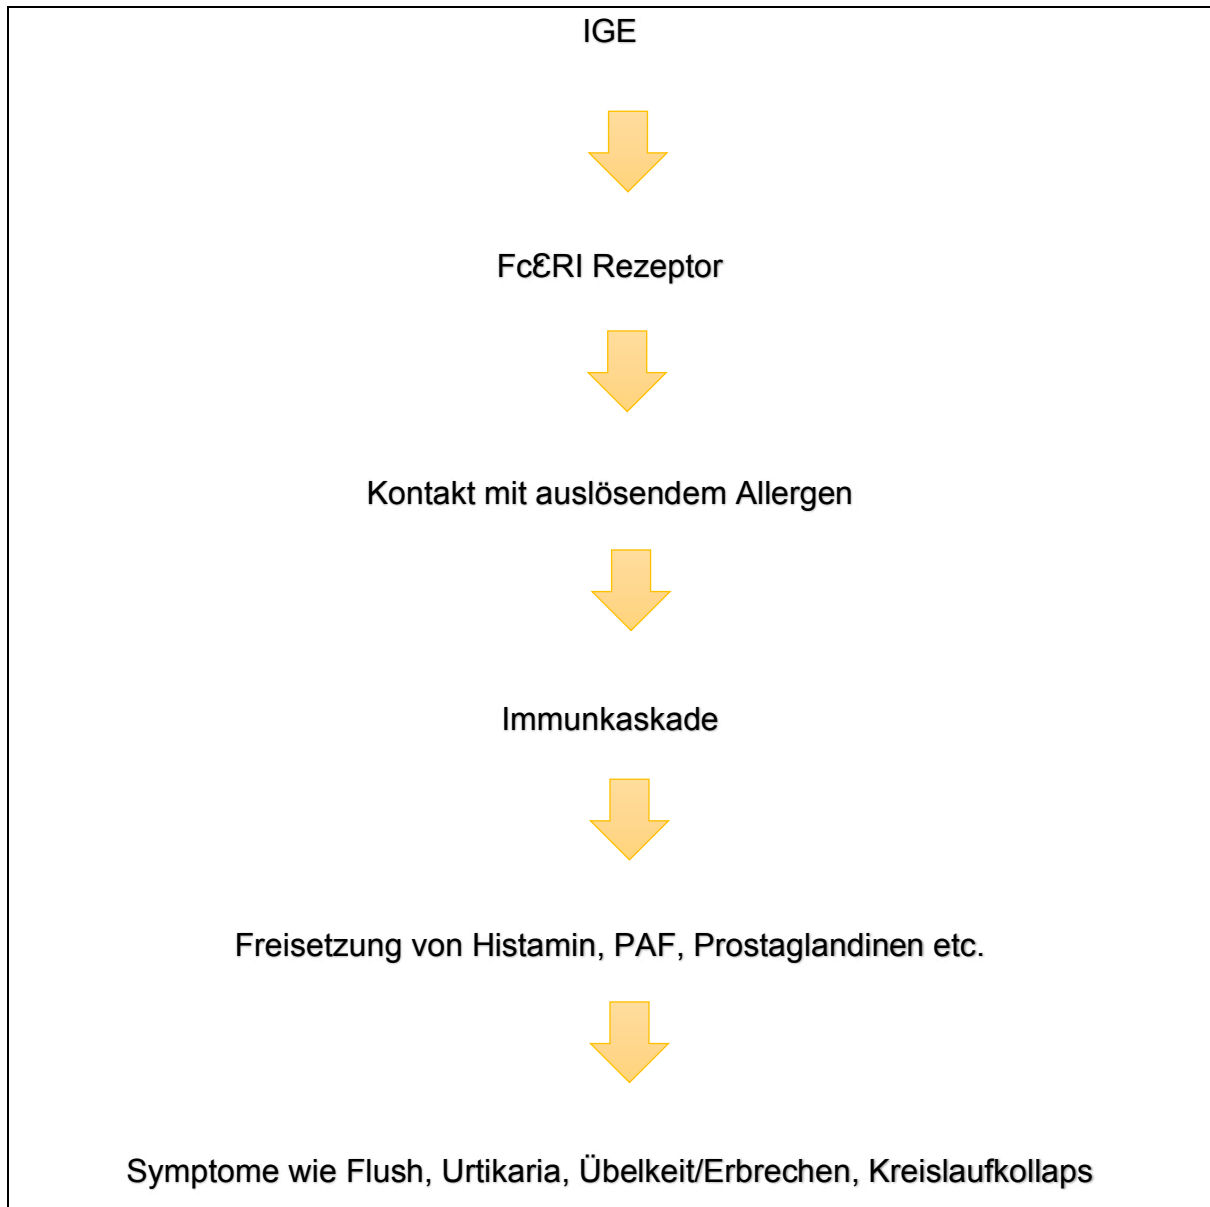 IGE
FcƐRI Rezeptor
Kontakt mit auslösendem Allergen
Immunkaskade
Freisetzung von Histamin, PAF, Prostaglandinen etc.
Symptome wie Flush, Urtikaria, Übelkeit/Erbrechen, Kreislaufkollaps